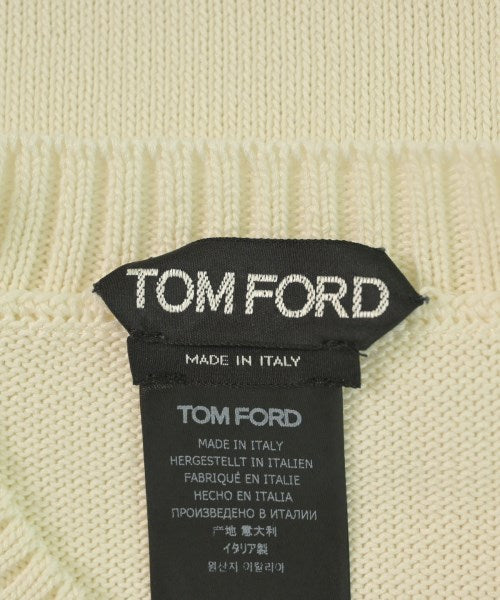 TOM FORD
MADE IN ITALY
TOM FORD
MADE IN ITALY
HERGESTELLT IN ITALIEN
FABRIQUÉ EN ITALIE
HECHO EN ITALIA
ПРОИЗВЕДЕНО В ИТАЛИИ
产地 意大利
イタリア製
원산지 이탈리아